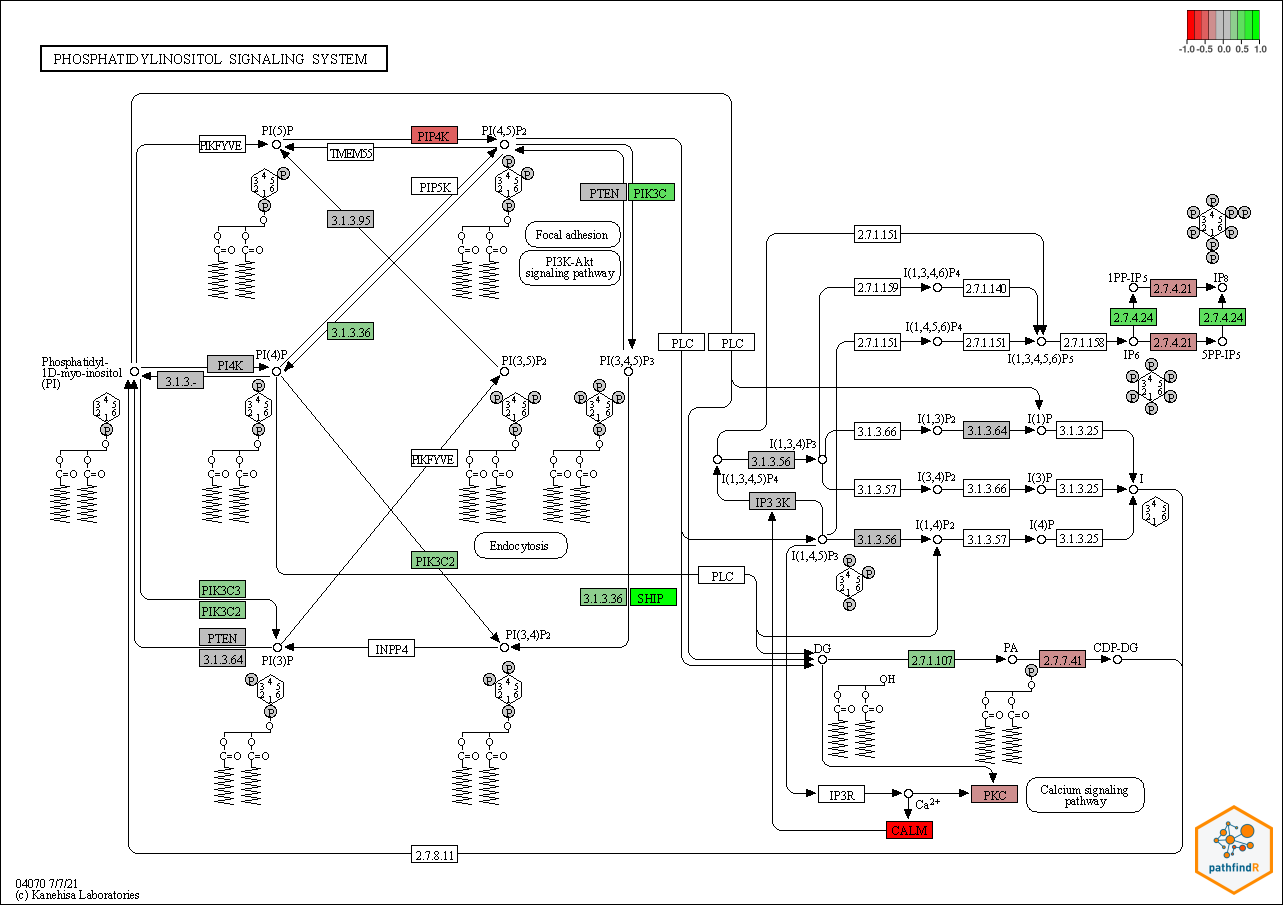 -1.0 -0.5 0.0 0.5 1.0
PHOSPHATIDYLINOSITOL SIGNALING SYSTEM
PIKFYVE
PI(5)P
PIP4K
TMEM55
PI(4,5)P2
PIP5K
PTEN
PIK3C
3.1.3.95
Focal adhesion
PI3K-Akt
signaling pathway
3.1.3.36
Phosphatidyl-
1D-myo-inositol
(PI)
PI4K
3.1.3.-
PI(4)P
PI(3,5)P2
PI(3,4,5)P3
PLC
PLC
PIKFYVE
Endocytosis
PIK3C2
PIK3C3
PIK3C2
PTEN
3.1.3.64
PI(3)P
INPP4
PI(3,4)P2
3.1.3.36
SHIP
PLC
2.7.1.151
I(1,3,4,6)P4
2.7.1.159
2.7.1.140
I(1,4,5,6)P4
2.7.1.151
2.7.1.151
I(1,3,4,5,6)P5
2.7.1.158
1PP-IP5
2.7.4.21
IP8
2.7.4.24
2.7.4.24
IP6
2.7.4.21
5PP-IP5
I(1,3,4)P3
3.1.3.66
I(1,3)P2
3.1.3.64
I(1)P
3.1.3.25
3.1.3.56
I(1,3,4,5)P4
3.1.3.57
I(3,4)P2
3.1.3.66
I(3)P
3.1.3.25
I
IP3 3K
I(1,4,5)P3
3.1.3.56
I(1,4)P2
3.1.3.57
I(4)P
3.1.3.25
DG
2.7.1.107
PA
2.7.7.41
CDP-DG
OH
IP3R
Ca2+
PKC
Calcium signaling
pathway
CALM
2.7.8.11
04070 7/7/21
(c) Kanehisa Laboratories
pathfindR